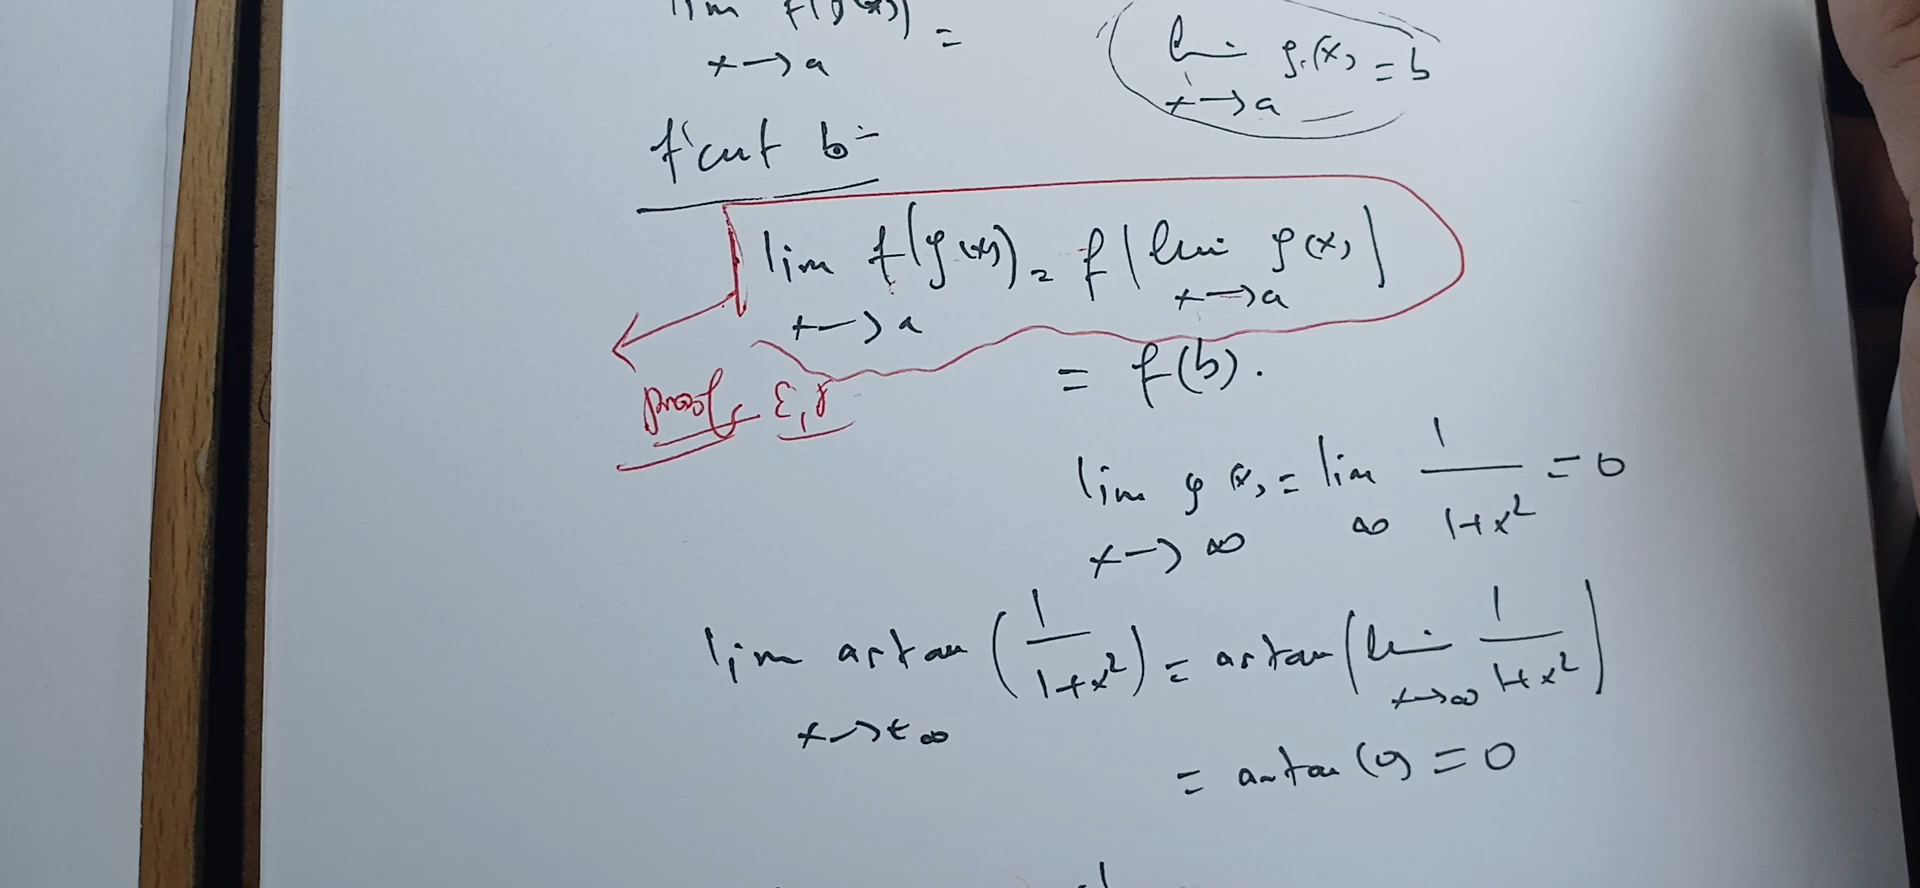 lim f(g(x)) =
x→a
lim g(x) = b
x→a
f cut b =
lim f(g(x)) = f(lim g(x))
x→a x→a
= f(b).
proof ε, δ
lim g(x) = lim 1/(1+x²) = 0
x→∞ ∞
lim artan (1/(1+x²)) = artan (lim 1/(1+x²))
x→+∞ x→∞
= artan(0) = 0